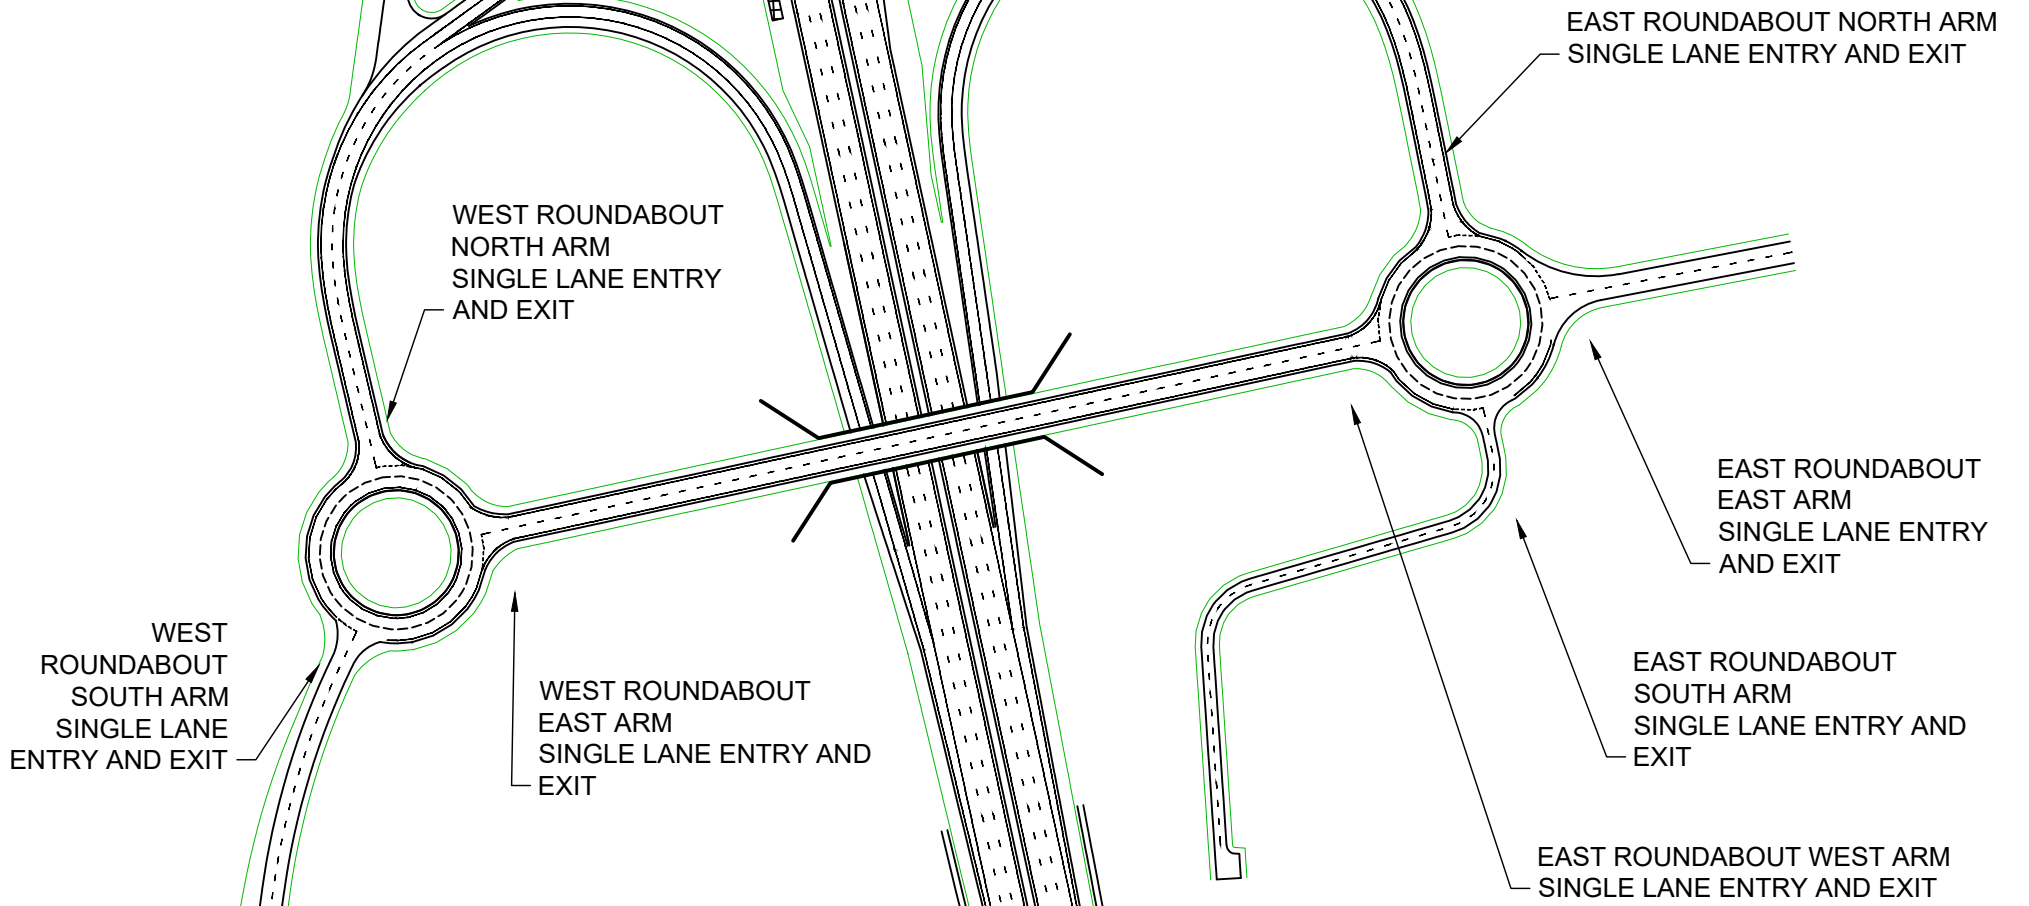 EAST ROUNDABOUT NORTH ARM
SINGLE LANE ENTRY AND EXIT
WEST ROUNDABOUT
NORTH ARM
SINGLE LANE ENTRY
AND EXIT
EAST ROUNDABOUT
EAST ARM
SINGLE LANE ENTRY
AND EXIT
WEST
ROUNDABOUT
SOUTH ARM
SINGLE LANE
ENTRY AND EXIT
WEST ROUNDABOUT
EAST ARM
SINGLE LANE ENTRY AND
EXIT
EAST ROUNDABOUT
SOUTH ARM
SINGLE LANE ENTRY AND
EXIT
EAST ROUNDABOUT WEST ARM
SINGLE LANE ENTRY AND EXIT